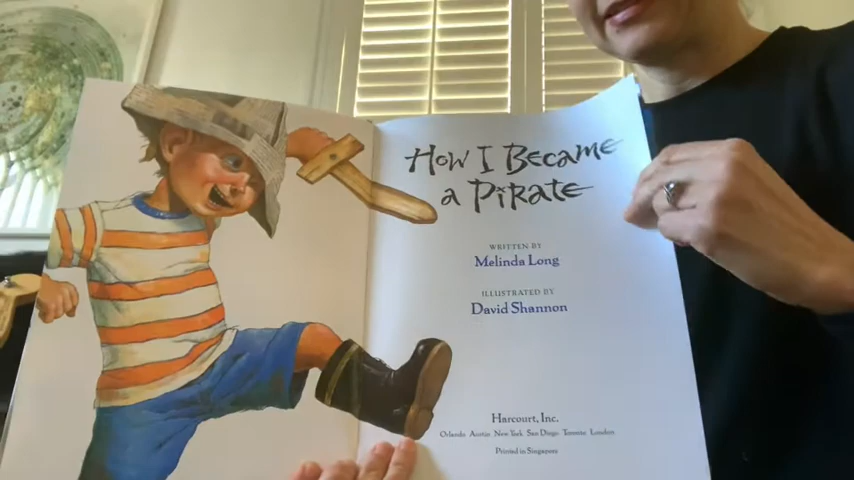 How I Became
a Pirate
WRITTEN BY
Melinda Long
ILLUSTRATED BY
David Shannon
Harcourt, Inc.
Orlando Austin New York San Diego Toronto London
Printed in Singapore